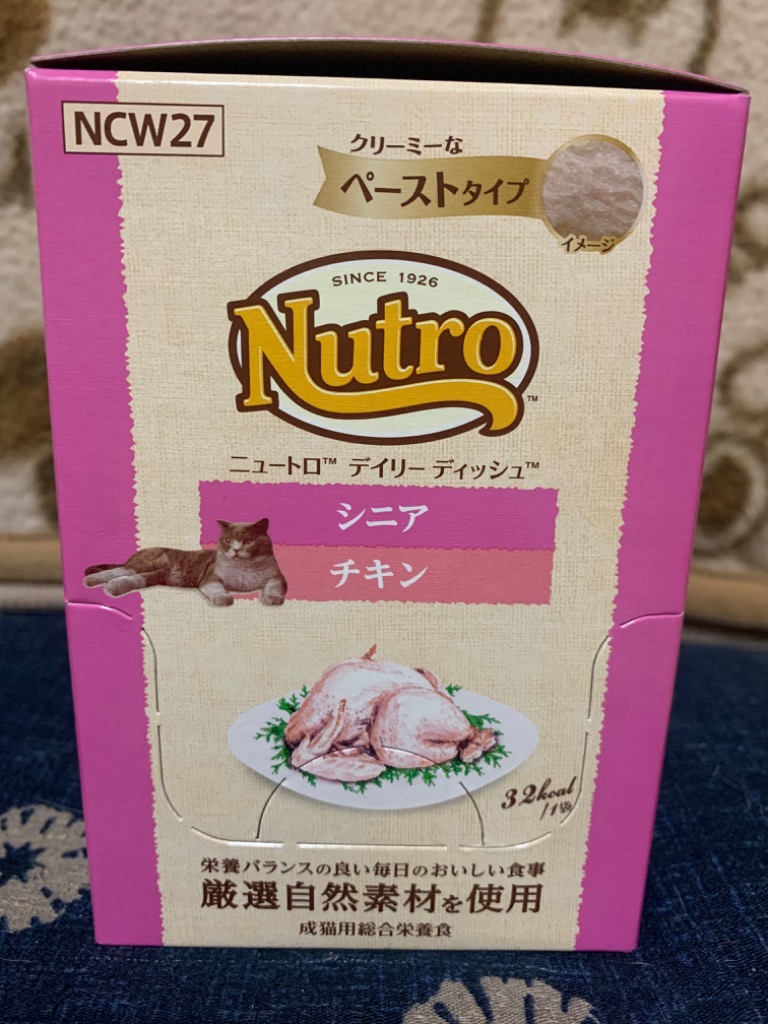 NCW27
クリーミーな
ペーストタイプ
イメージ
SINCE 1926
Nutro™
ニュートロ™ デイリー ディッシュ™
シニア
チキン
32kcal
/1袋
栄養バランスの良い毎日のおいしい食事
厳選自然素材を使用
成猫用総合栄養食